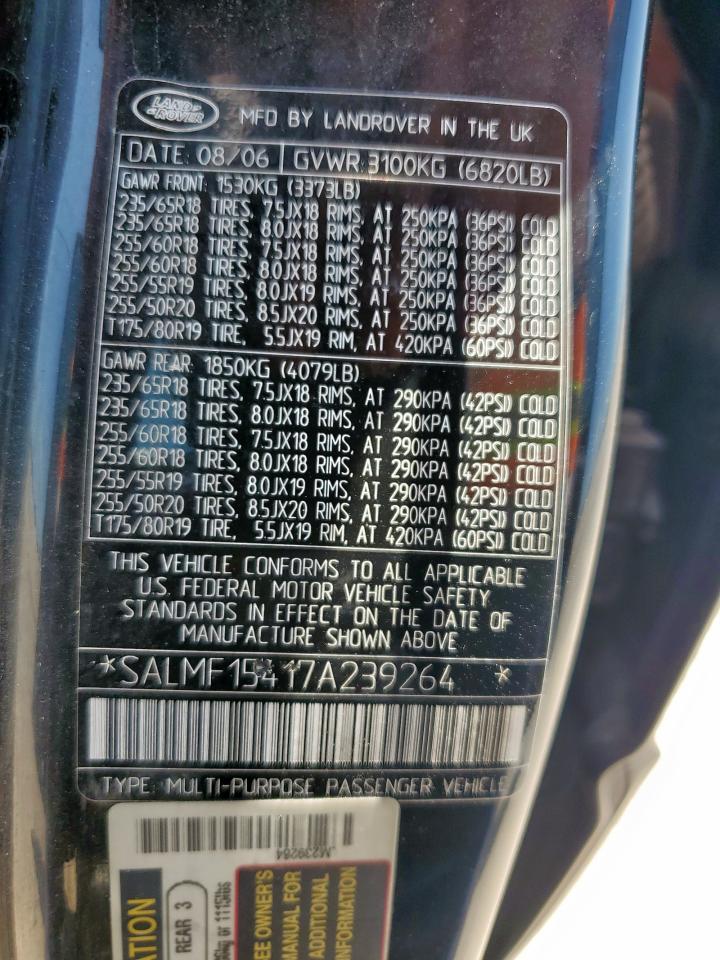 LAND ROVER
MFD BY LANDROVER IN THE UK
DATE: 08/06 GVWR 3100KG (6820LB)
GAWR FRONT: 1530KG (3373LB)
235/65R18 TIRES, 7.5JX18 RIMS, AT 250KPA (36PSI) COLD
235/65R18 TIRES, 8.0JX18 RIMS, AT 250KPA (36PSI) COLD
255/60R18 TIRES, 7.5JX18 RIMS, AT 250KPA (36PSI) COLD
255/60R18 TIRES, 8.0JX18 RIMS, AT 250KPA (36PSI) COLD
255/55R19 TIRES, 8.0JX19 RIMS, AT 250KPA (36PSI) COLD
255/50R20 TIRES, 8.5JX20 RIMS, AT 250KPA (36PSI) COLD
T175/80R19 TIRE, 5.5JX19 RIM, AT 420KPA (60PSI) COLD
GAWR REAR: 1850KG (4079LB)
235/65R18 TIRES, 7.5JX18 RIMS, AT 290KPA (42PSI) COLD
235/65R18 TIRES, 8.0JX18 RIMS, AT 290KPA (42PSI) COLD
255/60R18 TIRES, 7.5JX18 RIMS, AT 290KPA (42PSI) COLD
255/60R18 TIRES, 8.0JX18 RIMS, AT 290KPA (42PSI) COLD
255/55R19 TIRES, 8.0JX19 RIMS, AT 290KPA (42PSI) COLD
255/50R20 TIRES, 8.5JX20 RIMS, AT 290KPA (42PSI) COLD
T175/80R19 TIRE, 5.5JX19 RIM, AT 420KPA (60PSI) COLD
THIS VEHICLE CONFORMS TO ALL APPLICABLE
U.S. FEDERAL MOTOR VEHICLE SAFETY
STANDARDS IN EFFECT ON THE DATE OF
MANUFACTURE SHOWN ABOVE
*SALMF15417A239264 *
TYPE: MULTI-PURPOSE PASSENGER VEHICLE
M239264
REAR 3
or 1115lbs
EE OWNER'S
MANUAL FOR
ADDITIONAL
INFORMATION